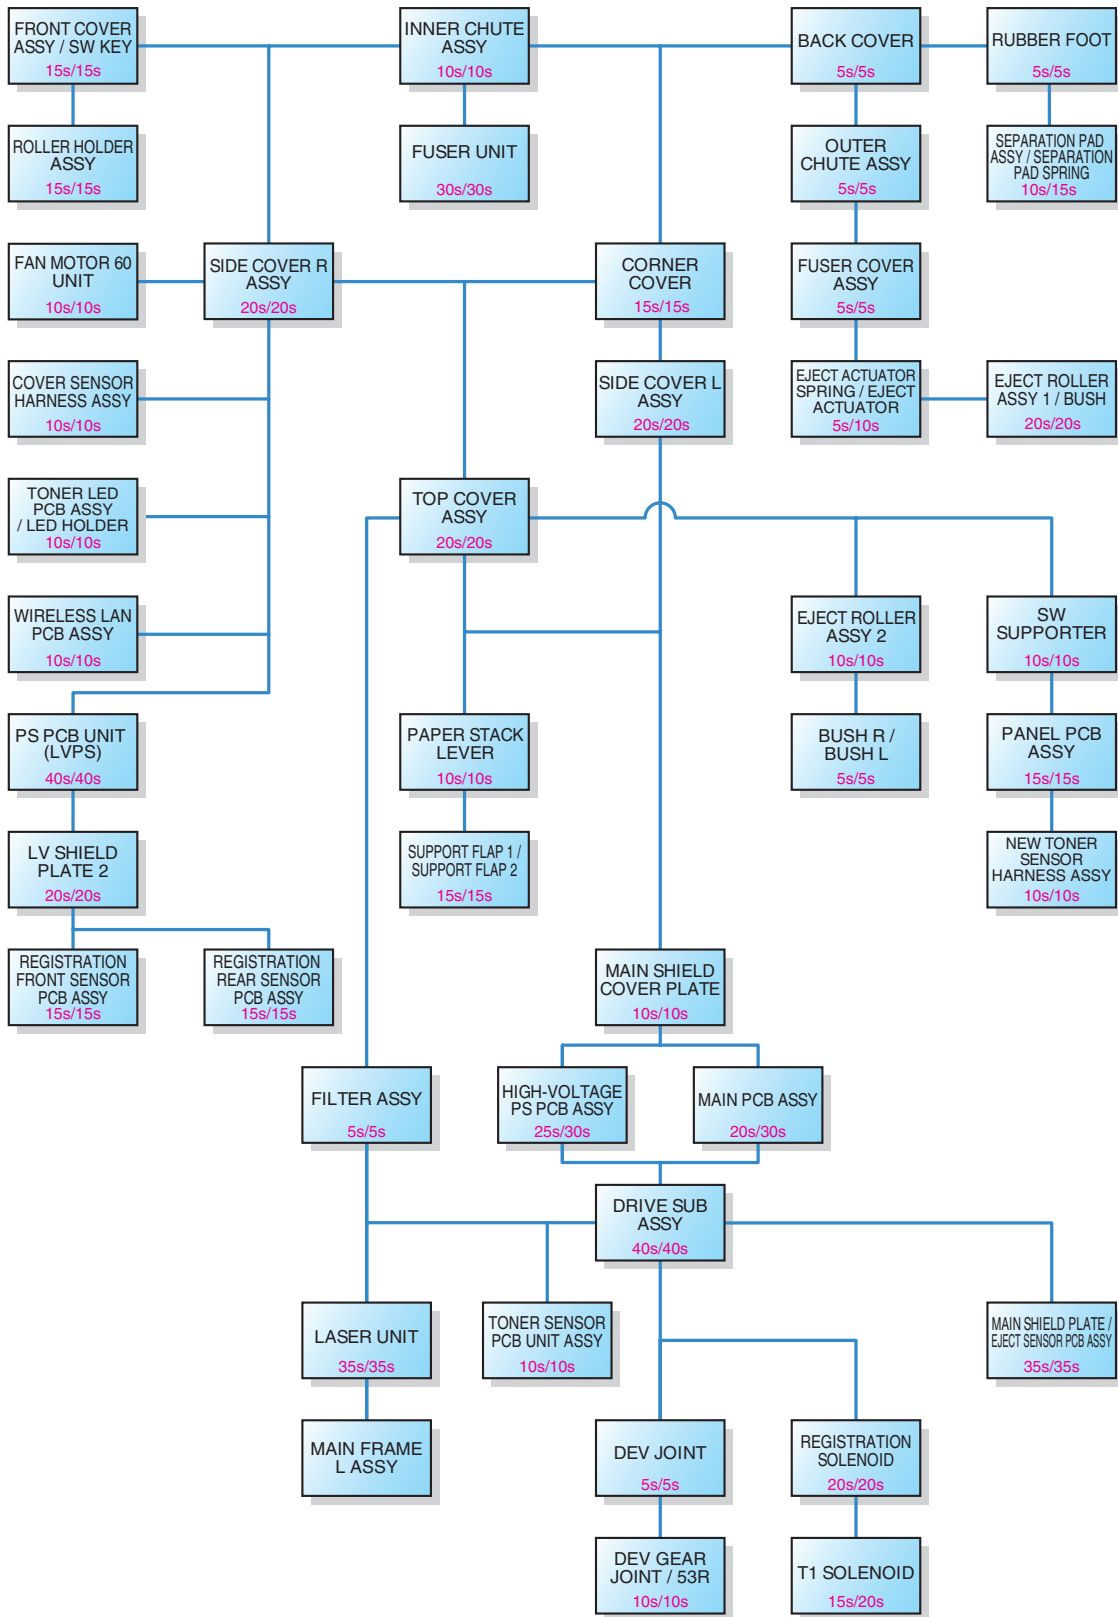 FRONT COVER
ASSY / SW KEY
15s/15s
INNER CHUTE
ASSY
10s/10s
BACK COVER
5s/5s
RUBBER FOOT
5s/5s
ROLLER HOLDER
ASSY
15s/15s
FUSER UNIT
30s/30s
OUTER
CHUTE ASSY
5s/5s
SEPARATION PAD
ASSY / SEPARATION
PAD SPRING
10s/15s
FAN MOTOR 60
UNIT
10s/10s
SIDE COVER R
ASSY
20s/20s
CORNER
COVER
15s/15s
FUSER COVER
ASSY
5s/5s
COVER SENSOR
HARNESS ASSY
10s/10s
SIDE COVER L
ASSY
20s/20s
EJECT ACTUATOR
SPRING / EJECT
ACTUATOR
5s/10s
EJECT ROLLER
ASSY 1 / BUSH
20s/20s
TONER LED
PCB ASSY
/ LED HOLDER
10s/10s
TOP COVER
ASSY
20s/20s
WIRELESS LAN
PCB ASSY
10s/10s
EJECT ROLLER
ASSY 2
10s/10s
SW
SUPPORTER
10s/10s
PS PCB UNIT
(LVPS)
40s/40s
PAPER STACK
LEVER
10s/10s
BUSH R /
BUSH L
5s/5s
PANEL PCB
ASSY
15s/15s
LV SHIELD
PLATE 2
20s/20s
SUPPORT FLAP 1 /
SUPPORT FLAP 2
15s/15s
NEW TONER
SENSOR
HARNESS ASSY
10s/10s
REGISTRATION
FRONT SENSOR
PCB ASSY
15s/15s
REGISTRATION
REAR SENSOR
PCB ASSY
15s/15s
MAIN SHIELD
COVER PLATE
10s/10s
FILTER ASSY
5s/5s
HIGH-VOLTAGE
PS PCB ASSY
25s/30s
MAIN PCB ASSY
20s/30s
DRIVE SUB
ASSY
40s/40s
LASER UNIT
35s/35s
TONER SENSOR
PCB UNIT ASSY
10s/10s
MAIN SHIELD PLATE /
EJECT SENSOR PCB ASSY
35s/35s
MAIN FRAME
L ASSY
DEV JOINT
5s/5s
REGISTRATION
SOLENOID
20s/20s
DEV GEAR
JOINT / 53R
10s/10s
T1 SOLENOID
15s/20s